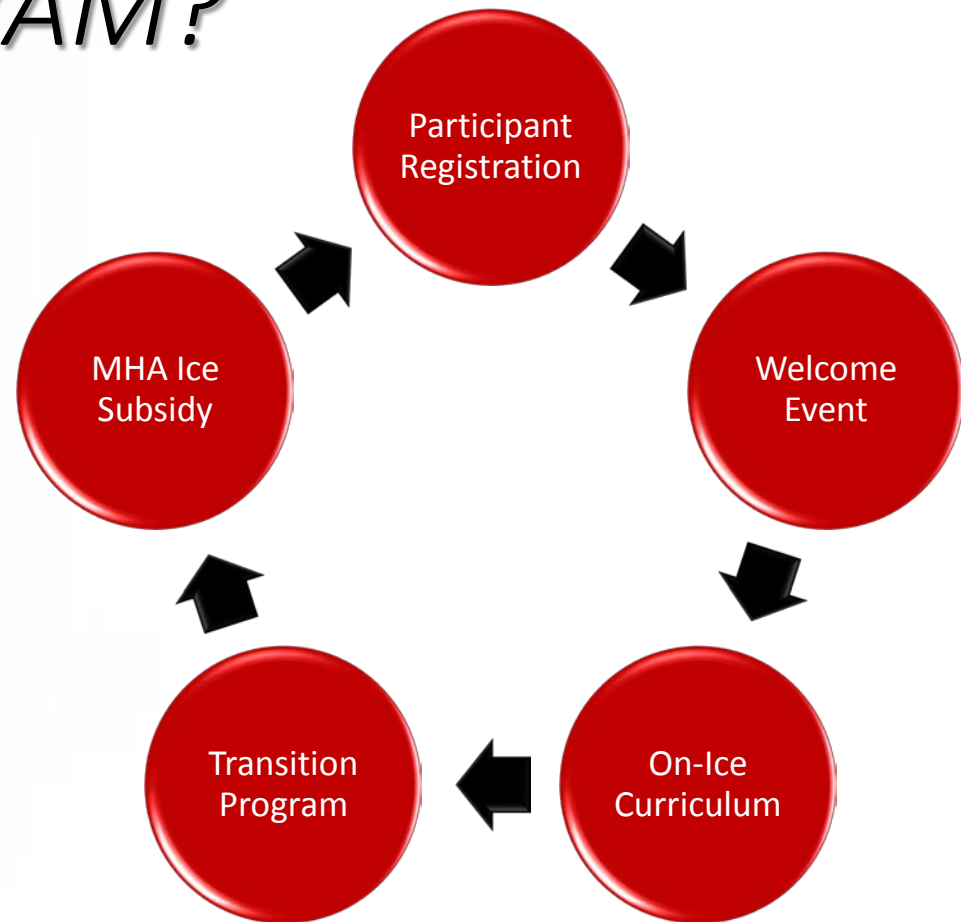 AM?
Participant
Registration
Welcome
Event
On-Ice
Curriculum
Transition
Program
MHA Ice
Subsidy